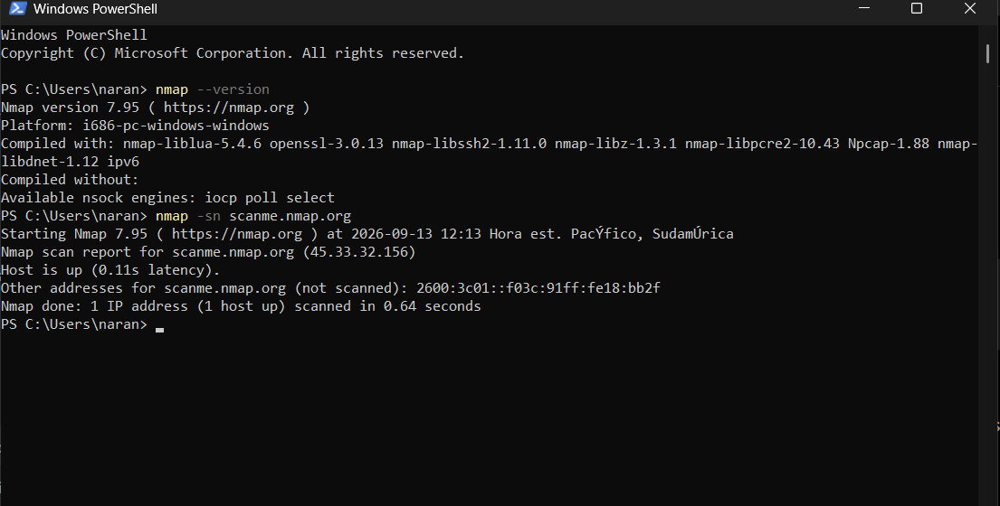 Windows PowerShell
Windows PowerShell
Copyright (C) Microsoft Corporation. All rights reserved.
PS C:\Users\naran> nmap --version
Nmap version 7.95 ( https://nmap.org )
Platform: i686-pc-windows-windows
Compiled with: nmap-liblua-5.4.6 openssl-3.0.13 nmap-libssh2-1.11.0 nmap-libz-1.3.1 nmap-libpcre2-10.43 Npcap-1.88 nmap-
libdnet-1.12 ipv6
Compiled without:
Available nsock engines: iocp poll select
PS C:\Users\naran> nmap -sn scanme.nmap.org
Starting Nmap 7.95 ( https://nmap.org ) at 2026-09-13 12:13 Hora est. PacÝfico, SudamÚrica
Nmap scan report for scanme.nmap.org (45.33.32.156)
Host is up (0.11s latency).
Other addresses for scanme.nmap.org (not scanned): 2600:3c01::f03c:91ff:fe18:bb2f
Nmap done: 1 IP address (1 host up) scanned in 0.64 seconds
PS C:\Users\naran>